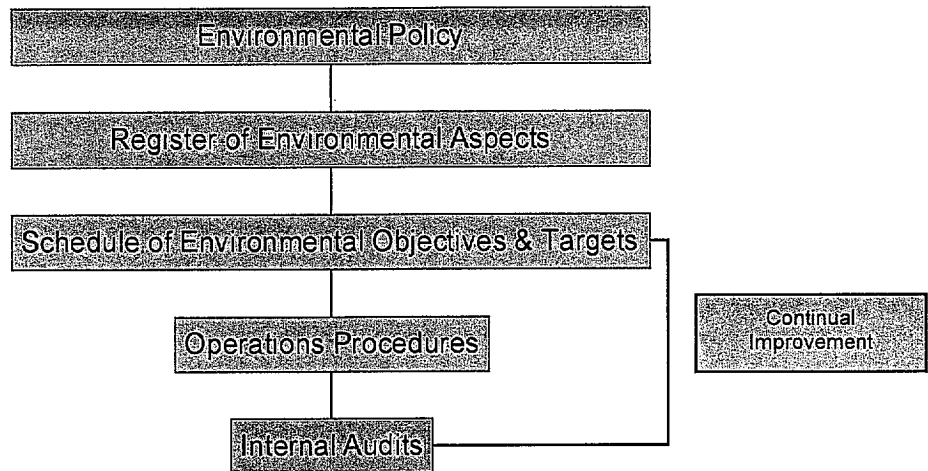 Environmental Policy
Register of Environmental Aspects
Schedule of Environmental Objectives & Targets
Operations Procedures
Continual
Improvement
Internal Audits